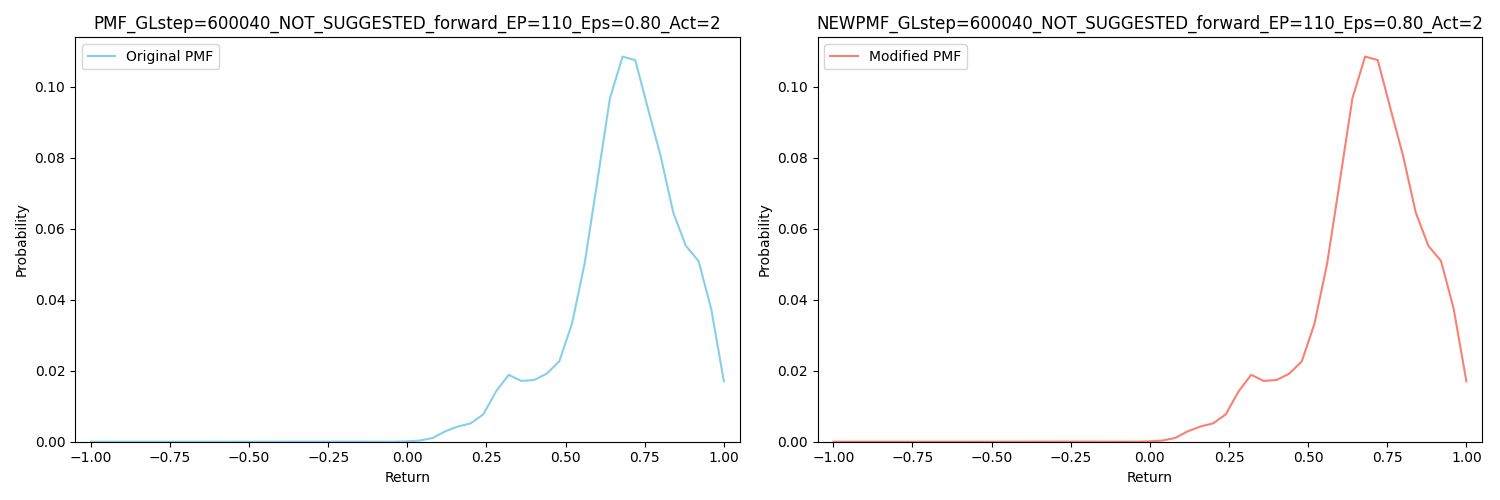 PMF_GLstep=600040_NOT_SUGGESTED_forward_EP=110_Eps=0.80_Act=2
Original PMF
Probability
0.10
0.08
0.06
0.04
0.02
0.00
−1.00 −0.75 −0.50 −0.25 0.00 0.25 0.50 0.75 1.00
Return
NEWPMF_GLstep=600040_NOT_SUGGESTED_forward_EP=110_Eps=0.80_Act=2
Modified PMF
Probability
0.10
0.08
0.06
0.04
0.02
0.00
−1.00 −0.75 −0.50 −0.25 0.00 0.25 0.50 0.75 1.00
Return